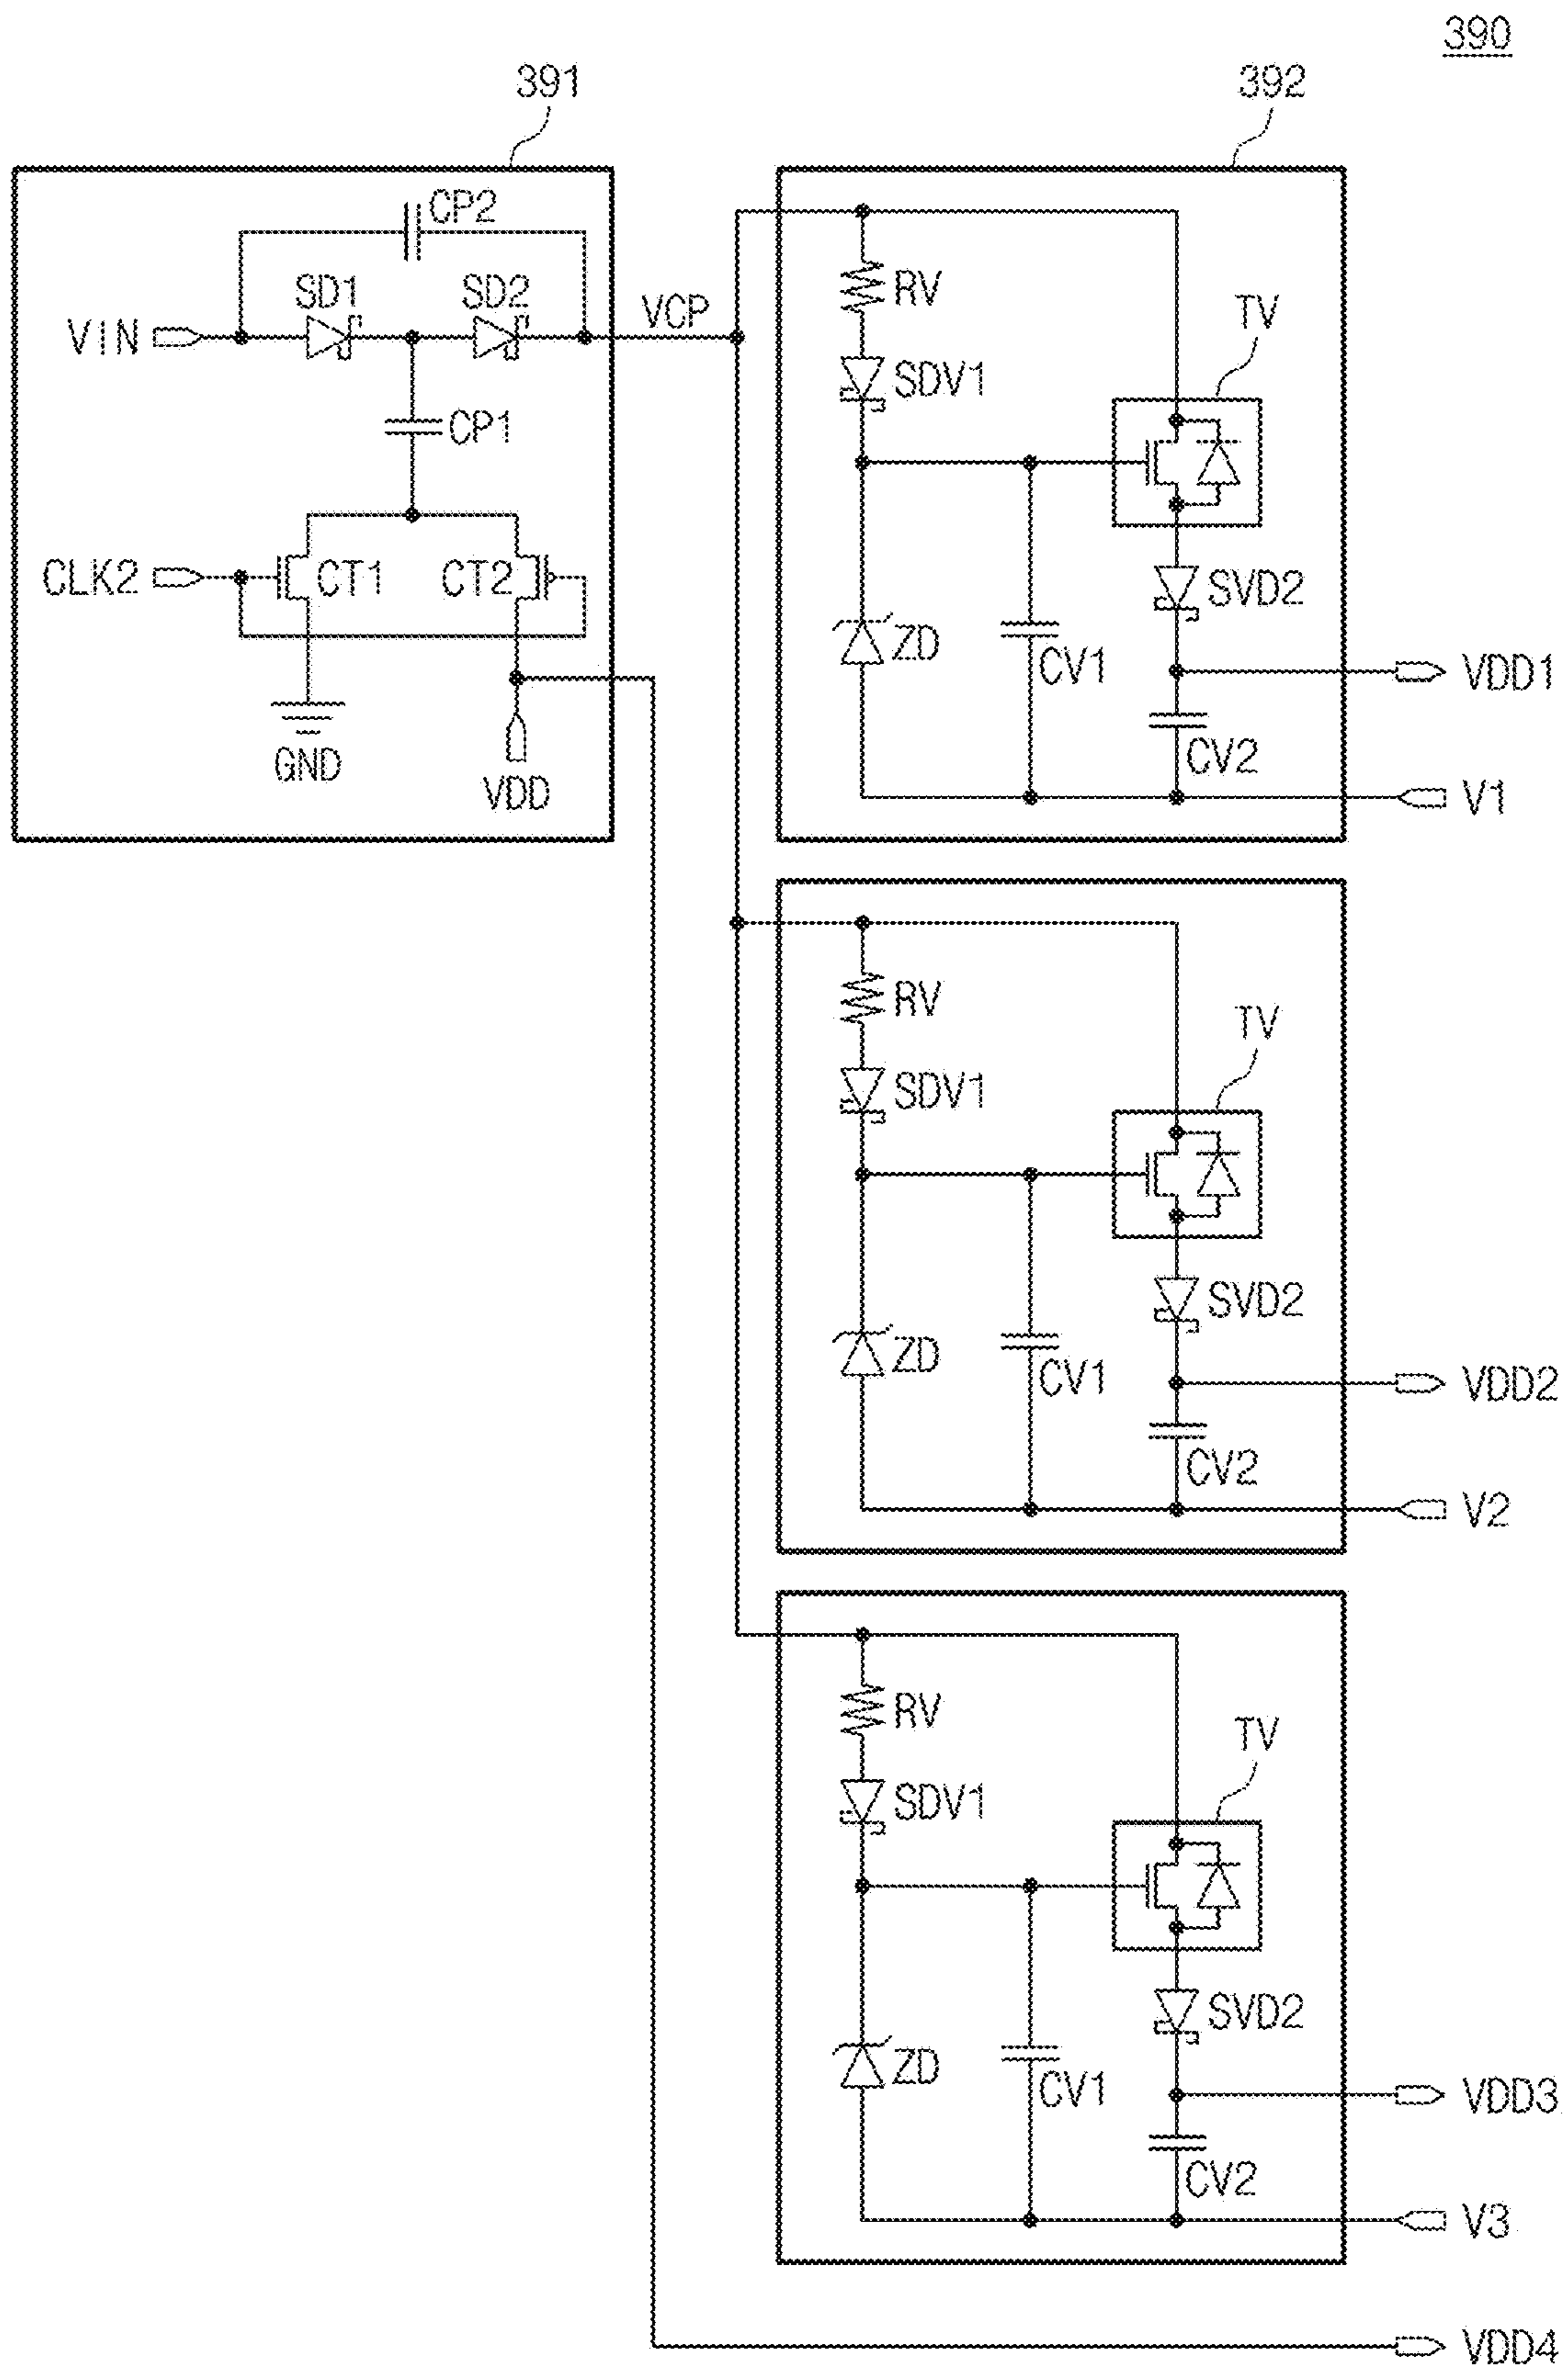 390
391
392
CP2
SD1
SD2
VIN
VCP
CP1
CLK2
CT1
CT2
GND
VDD
RV
SDV1
TV
SVD2
ZD
CV1
VDD1
CV2
V1
RV
SDV1
TV
SVD2
ZD
CV1
VDD2
CV2
V2
RV
SDV1
TV
SVD2
ZD
CV1
VDD3
CV2
V3
VDD4